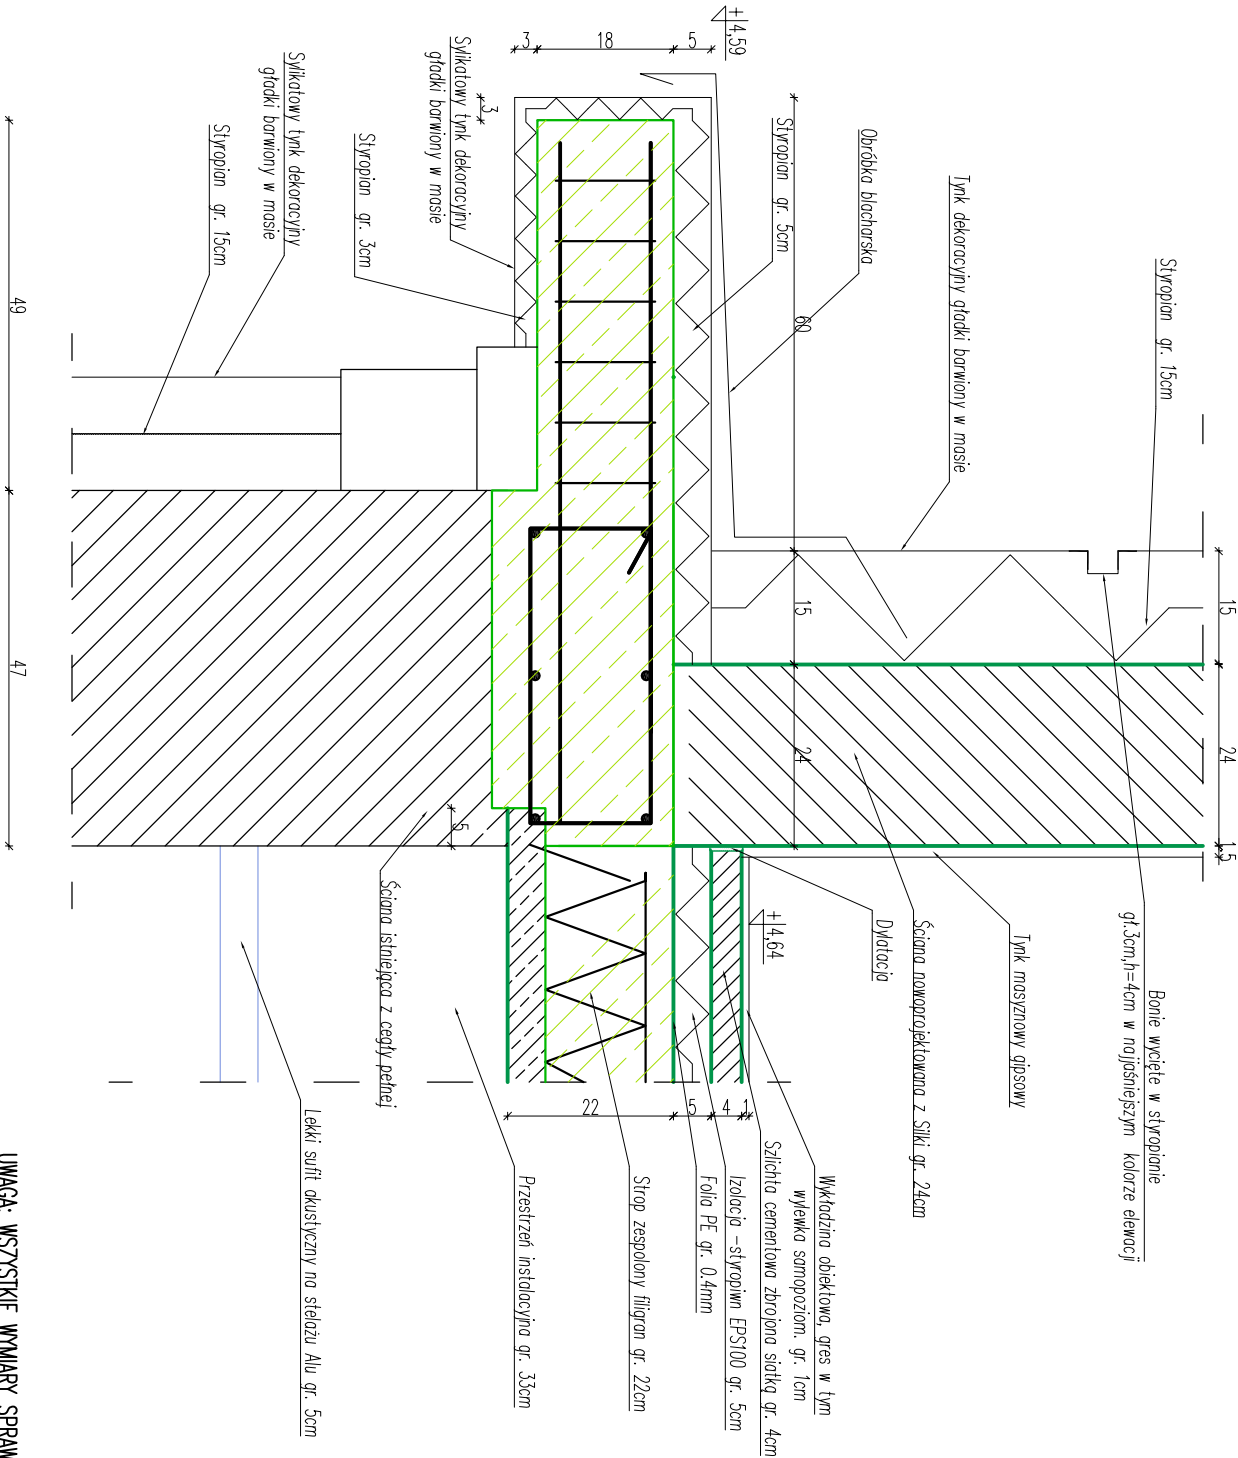 +4,59
3
18
5
3
60
15
24
15
24
1,5
49
47
5
+4,64
22
5
4
1
Styropian gr. 15cm
Tynk dekoracyjny gładki barwiony w masie
Obróbka blacharska
Styropian gr. 5cm
Sylikatowy tynk dekoracyjny
gładki barwiony w masie
Styropian gr. 3cm
Sylikatowy tynk dekoracyjny
gładki barwiony w masie
Styropian gr. 15cm
Bonie wycięte w styropianie
gł.3cm,h=4cm w najjaśniejszym kolorze elewacji
Tynk masyznowy gipsowy
Ściana nowoprojektowana z Silki gr. 24cm
Dylatacja
Wykładzina obiektowa, gres w tym
wylewka samopoziom. gr. 1cm
Szlichta cementowa zbrojona siatką gr. 4cm
Izolacja -styropiwn EPS100 gr. 5cm
Folia PE gr. 0.4mm
Strop zespolony filigran gr. 22cm
Przestrzeń instalacyjna gr. 33cm
Ściana istniejąca z cegły pełnej
Lekki sufit akustyczny na stelażu Alu gr. 5cm
UWAGA: WSZYSTKIE WYMIARY SPRAW